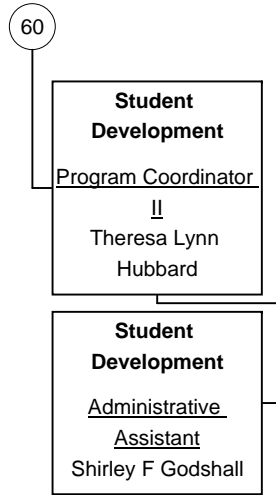 60
Student
Development
Program Coordinator
II
Theresa Lynn
Hubbard
Student
Development
Administrative
Assistant
Shirley F Godshall